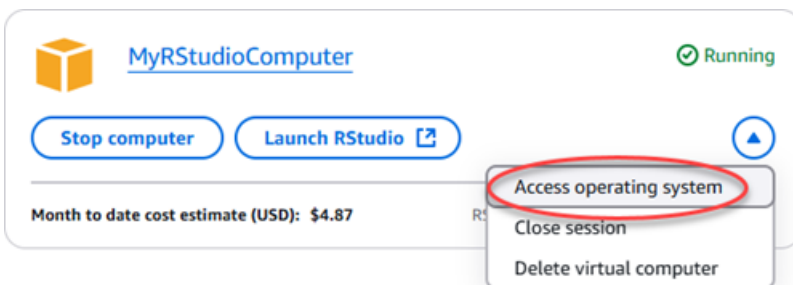 MyRStudioComputer
Running
Stop computer
Launch RStudio
Access operating system
Month to date cost estimate (USD): $4.87
Close session
Delete virtual computer